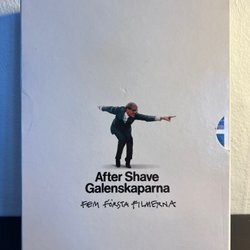 After Shave
Galenskaparna
FEM FÖRSTA FILMERNA